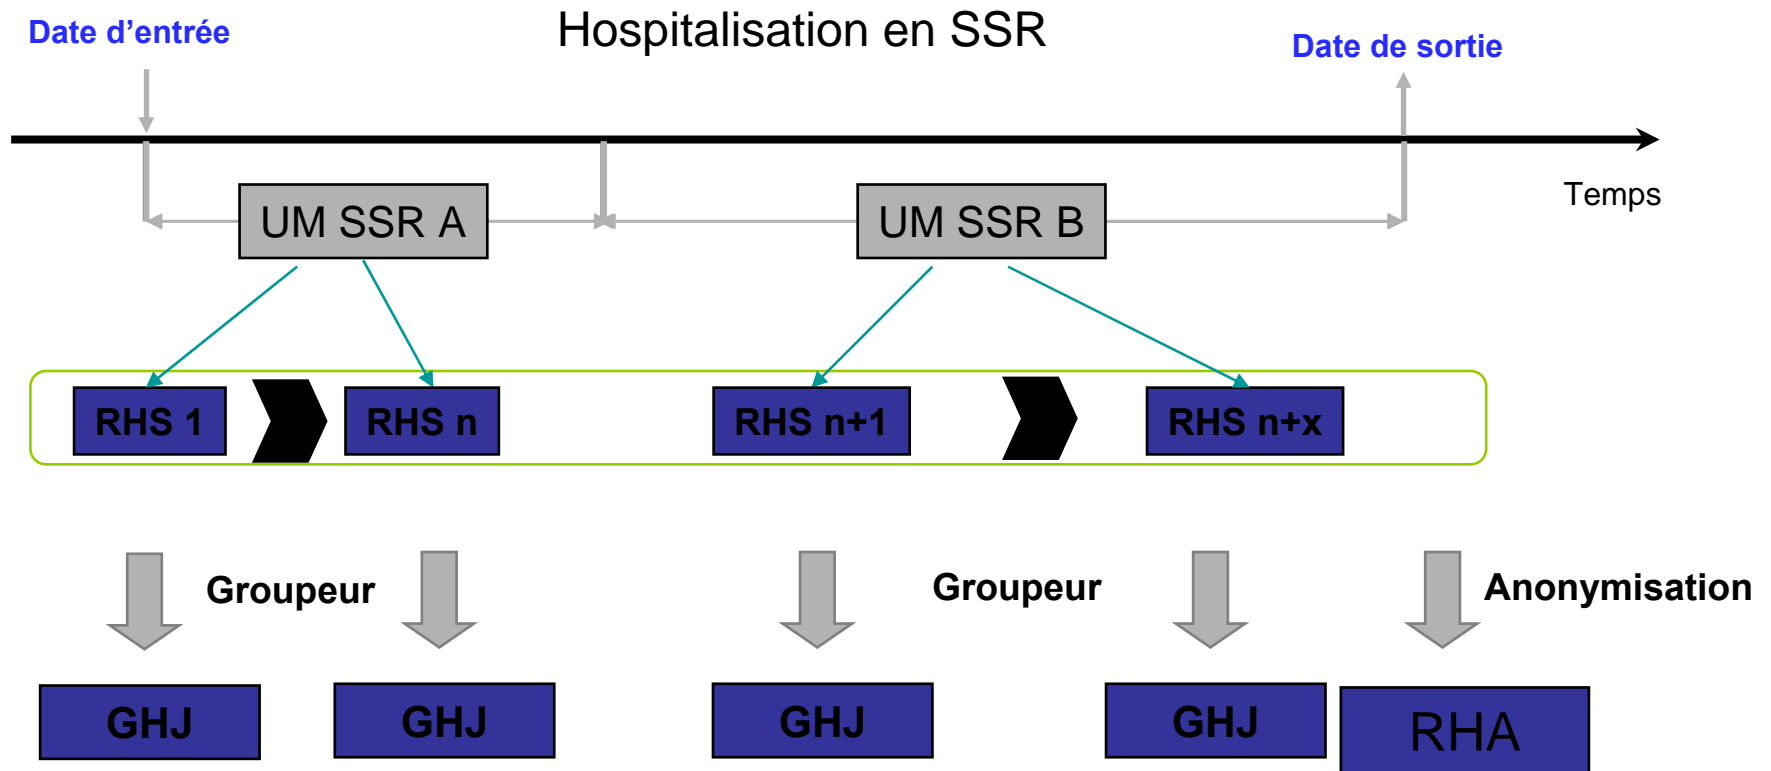 Hospitalisation en SSR
Date d’entrée
Date de sortie
Temps
UM SSR A
UM SSR B
RHS 1
RHS n
RHS n+1
RHS n+x
Groupeur
Groupeur
Anonymisation
GHJ
GHJ
GHJ
GHJ
RHA